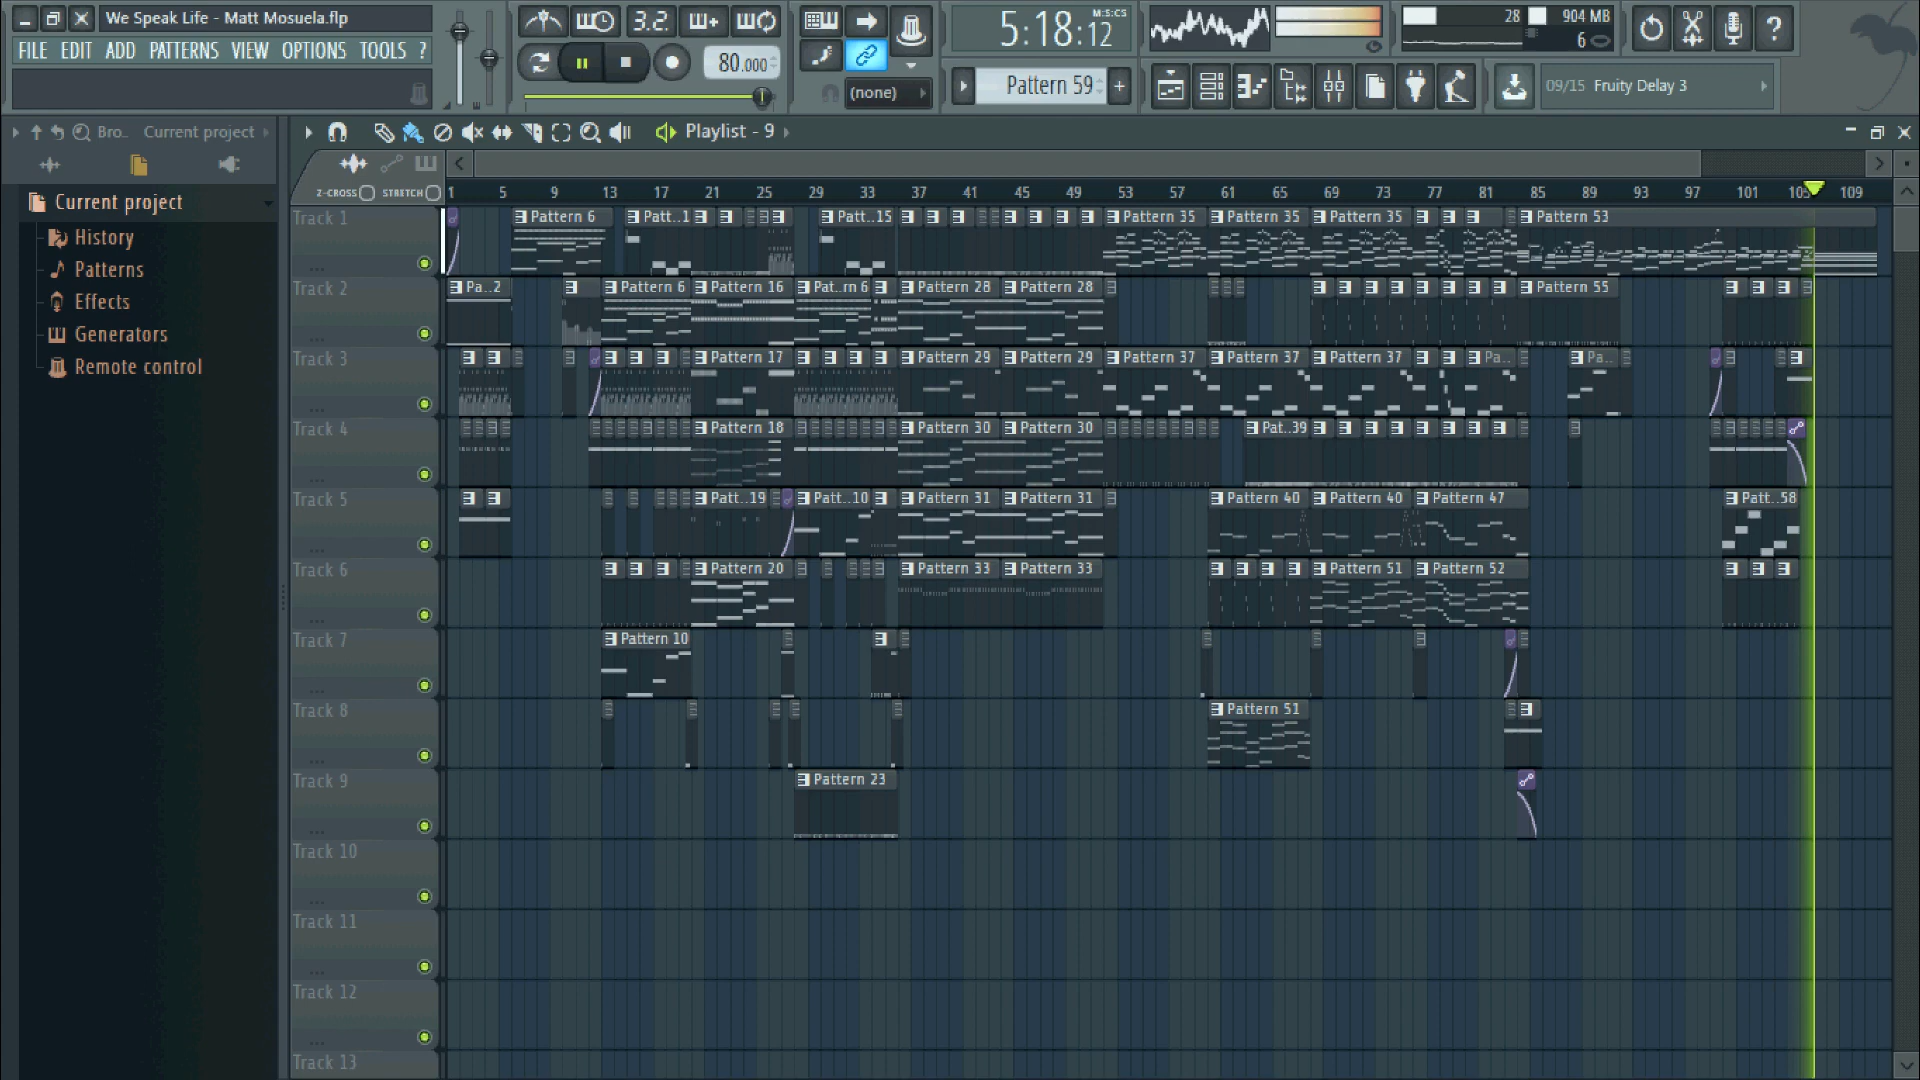 We Speak Life - Matt Mosuela.flp
FILE EDIT ADD PATTERNS VIEW OPTIONS TOOLS ?
3.2.
80.000
(none)
5:18:12
M:S:CS
Pattern 59
28
904 MB
6
09/15 Fruity Delay 3
Bro.. Current project
Playlist - 9
Current project
History
Patterns
Effects
Generators
Remote control
Z-CROSS STRETCH
1 5 9 13 17 21 25 29 33 37 41 45 49 53 57 61 65 69 73 77 81 85 89 93 97 101 105 109
Track 1 Pattern 6 Patt..1 Patt..15 Pattern 35 Pattern 35 Pattern 35 Pattern 53
Track 2 Pa..2 Pattern 6 Pattern 16 Pat..rn 6 Pattern 28 Pattern 28 Pattern 55
Track 3 Pattern 17 Pattern 29 Pattern 29 Pattern 37 Pattern 37 Pattern 37 Pa.. Pa..
Track 4 Pattern 18 Pattern 30 Pattern 30 Pat..39
Track 5 Patt..19 Patt..10 Pattern 31 Pattern 31 Pattern 40 Pattern 40 Pattern 47 Patt..58
Track 6 Pattern 20 Pattern 33 Pattern 33 Pattern 51 Pattern 52
Track 7 Pattern 10
Track 8 Pattern 51
Track 9 Pattern 23
Track 10
Track 11
Track 12
Track 13